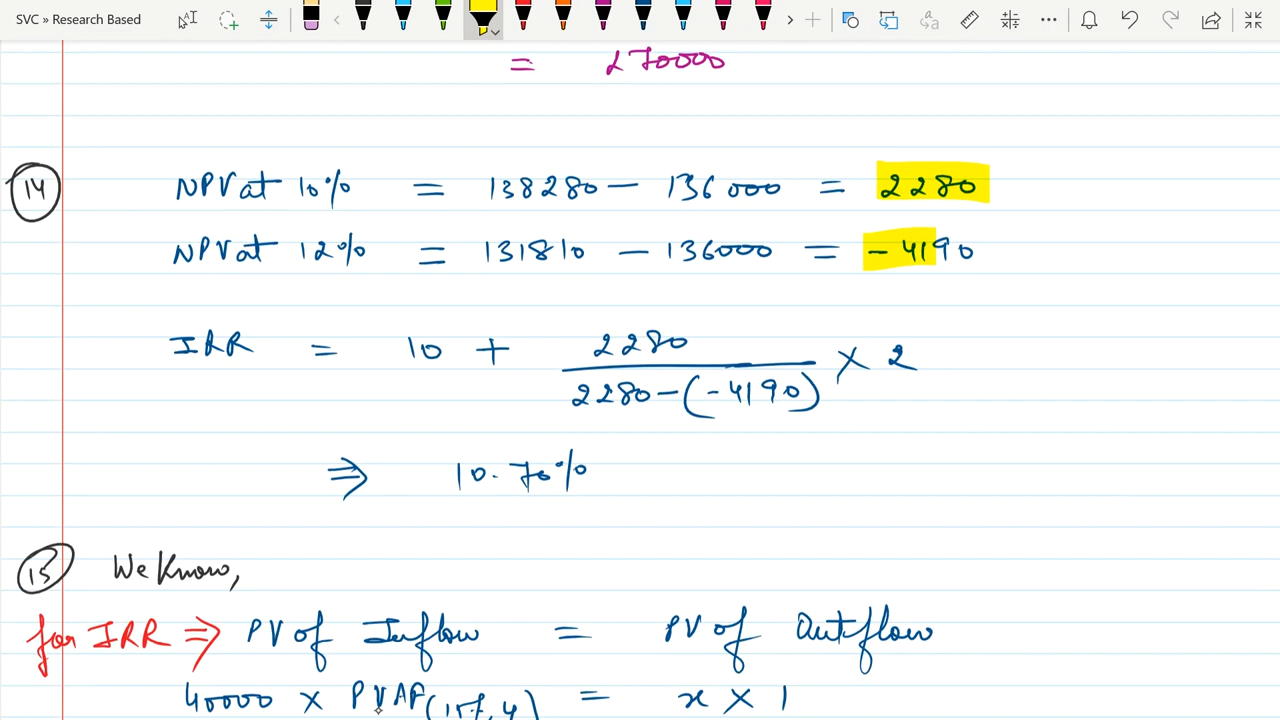 SVC » Research Based
= 270000
14
NPV at 10% = 138280 - 136000 = 2280
NPV at 12% = 131810 - 136000 = -4190
IRR = 10 + 2280 / 2280-(-4190) × 2
⇒ 10.70%
15 We Know,
for IRR ⇒ PV of Inflow = PV of Outflow
40000 × PVAF(15%,4) = x × 1